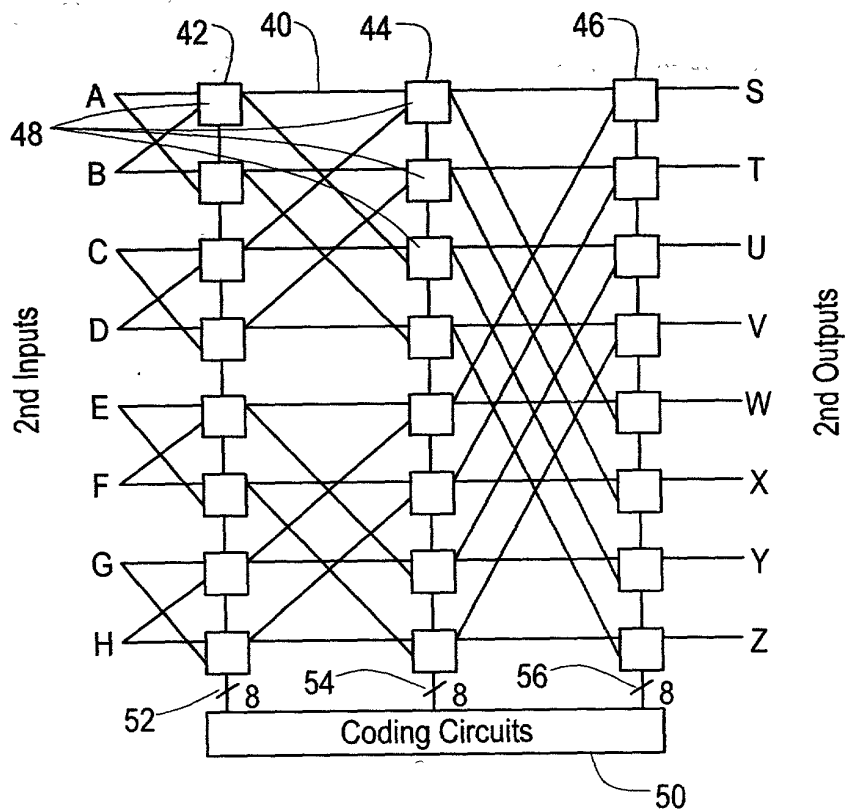 42 40 44 46
A S
48
B T
C U
D V
2nd Inputs
2nd Outputs
E W
F X
G Y
H Z
52 8 54 8 56 8
Coding Circuits
50